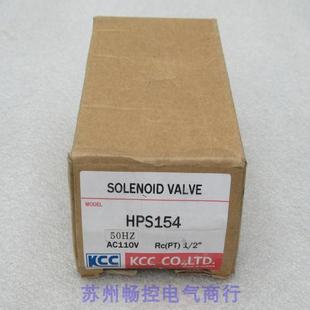 SOLENOID VALVE
MODEL
HPS154
50HZ
AC110V Rc(PT) 1/2"
KCC KCC CO.,LTD.
苏州畅控电气商行